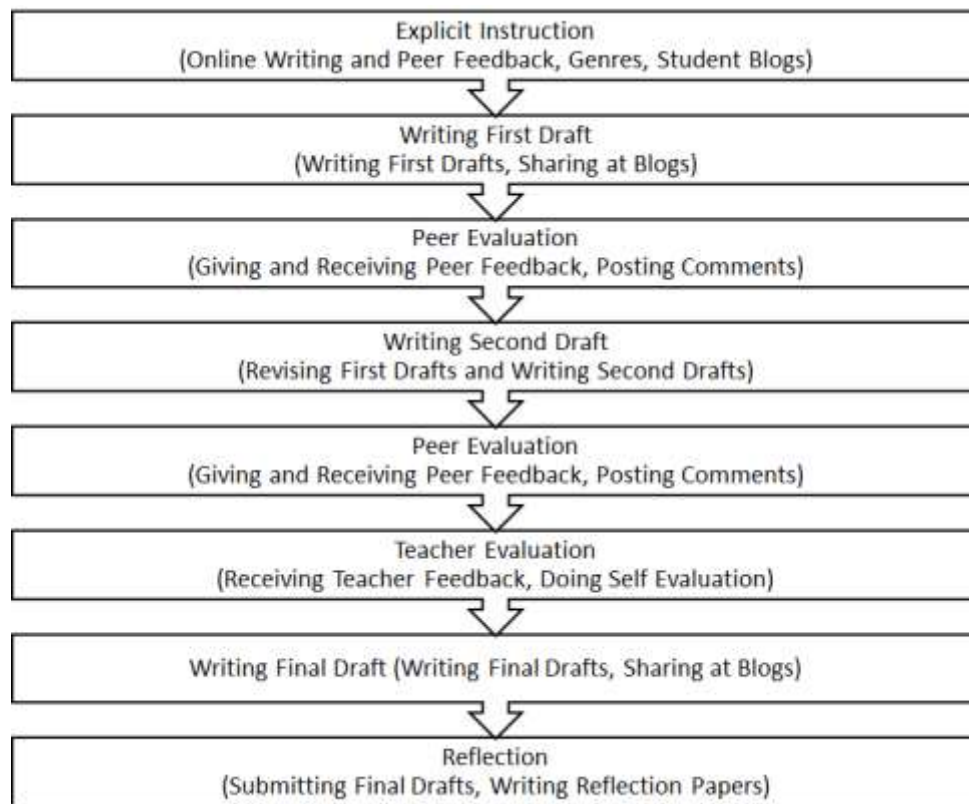 Explicit Instruction
(Online Writing and Peer Feedback, Genres, Student Blogs)
Writing First Draft
(Writing First Drafts, Sharing at Blogs)
Peer Evaluation
(Giving and Receiving Peer Feedback, Posting Comments)
Writing Second Draft
(Revising First Drafts and Writing Second Drafts)
Peer Evaluation
(Giving and Receiving Peer Feedback, Posting Comments)
Teacher Evaluation
(Receiving Teacher Feedback, Doing Self Evaluation)
Writing Final Draft (Writing Final Drafts, Sharing at Blogs)
Reflection
(Submitting Final Drafts, Writing Reflection Papers)